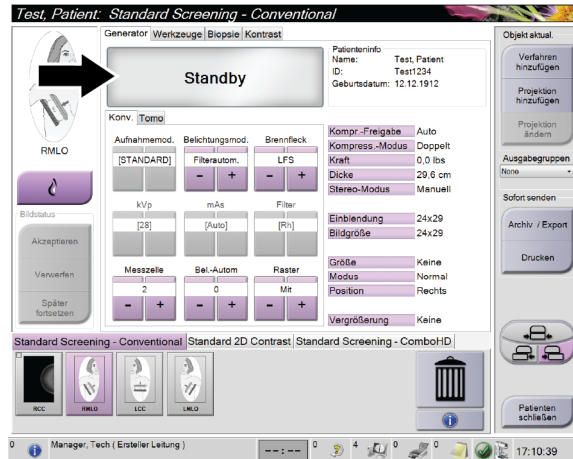 Test, Patient: Standard Screening - Conventional
Generator Werkzeuge Biopsie Kontrast
Objekt aktual.
Standby
Patienteninfo
Name: Test, Patient
ID: Test1234
Geburtsdatum: 12.12.1912
Verfahren
hinzufügen
Projektion
hinzufügen
Projektion
ändern
Konv. Tomo
RMLO
Aufnahmemod. Belichtungsmod. Brennfleck
[STANDARD] Filterautom. LFS
- + - +
kVp mAs Filter
[28] [Auto] [Rh]
Messzelle Bel.-Autom Raster
2 0 Mit
- + - + - +
Kompr.-Freigabe Auto
Kompress.-Modus Doppelt
Kraft 0,0 lbs
Dicke 29,6 cm
Stereo-Modus Manuell
Einblendung 24x29
Bildgröße 24x29
Größe Keine
Modus Normal
Position Rechts
Vergrößerung Keine
Bildstatus
Akzeptieren
Verwerfen
Später
fortsetzen
Ausgabegruppen
None
Sofort senden
Archiv / Export
Drucken
Standard Screening - Conventional Standard 2D Contrast Standard Screening - ComboHD
RCC RMLO LCC LMLO
Patienten
schließen
0 Manager, Tech ( Ersteller Leitung ) --:-- 0 4 0 0 17:10:39